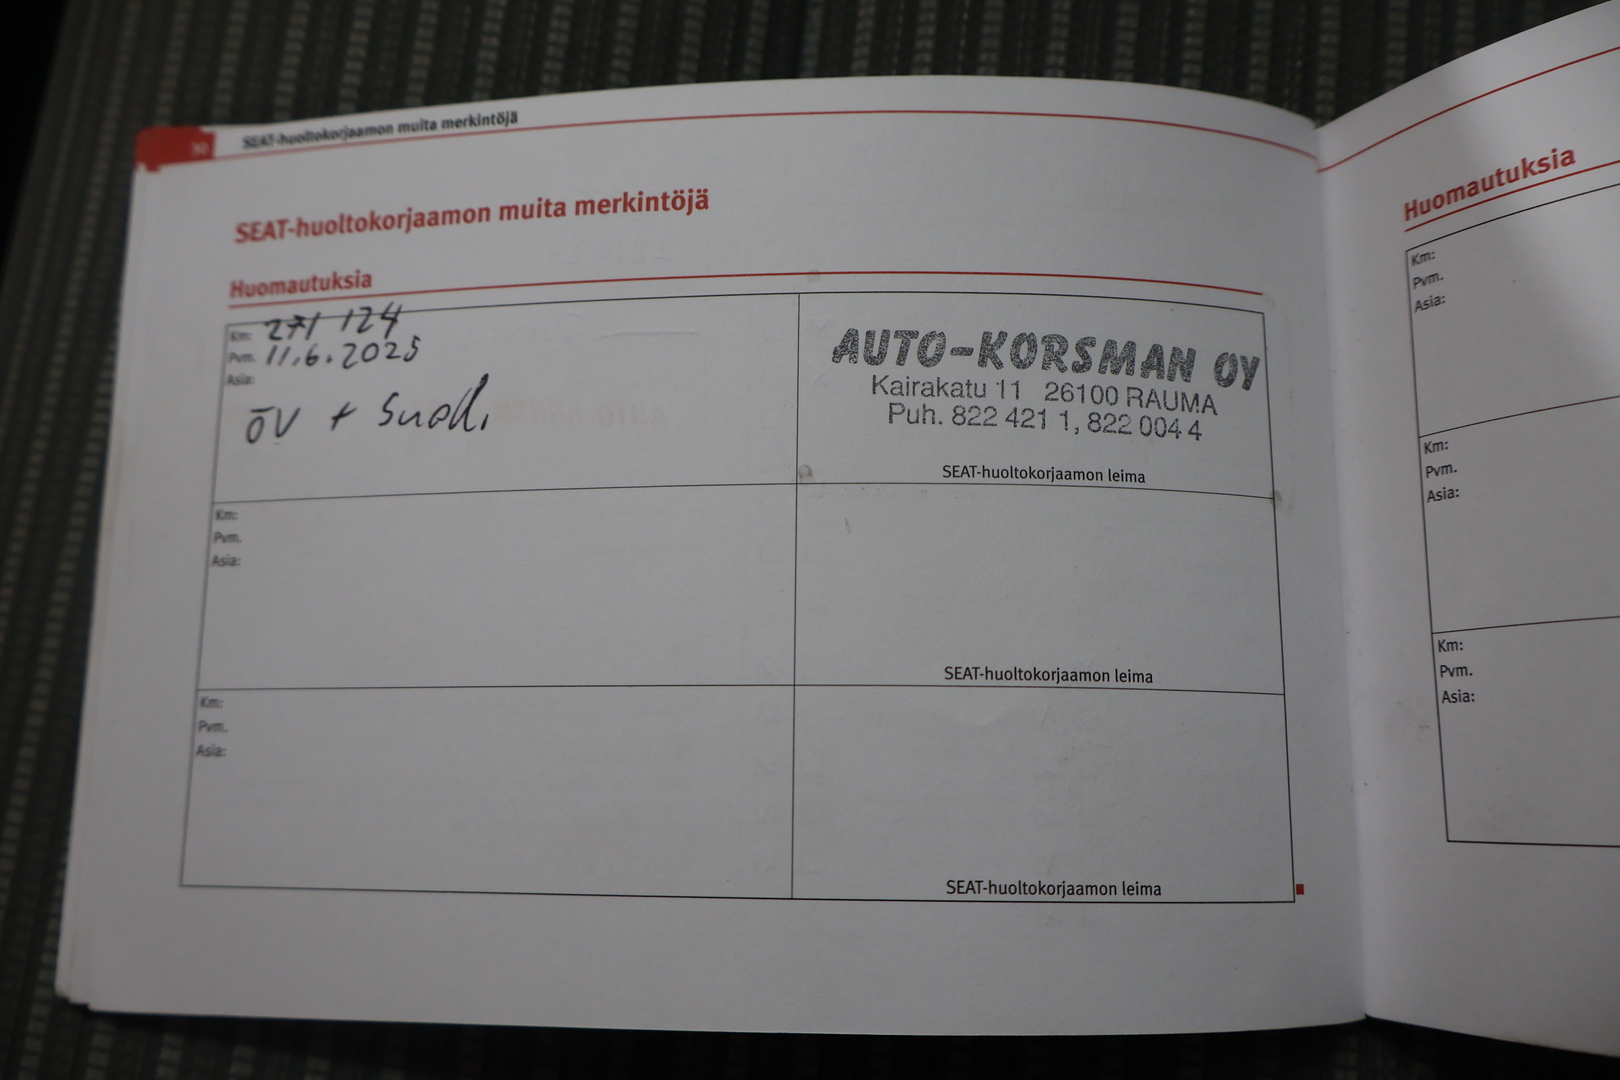 30 SEAT-huoltokorjaamon muita merkintöjä
SEAT-huoltokorjaamon muita merkintöjä
Huomautuksia
Km: 271 124
Pvm. 11.6.2025
Asia:
ÖV + Suod.
AUTO-KORSMAN OY
Kairakatu 11 26100 RAUMA
Puh. 822 421 1, 822 004 4
SEAT-huoltokorjaamon leima
Km:
Pvm.
Asia:
SEAT-huoltokorjaamon leima
Km:
Pvm.
Asia:
SEAT-huoltokorjaamon leima
Huomautuksia
Km:
Pvm.
Asia:
Km:
Pvm.
Asia:
Km:
Pvm.
Asia: